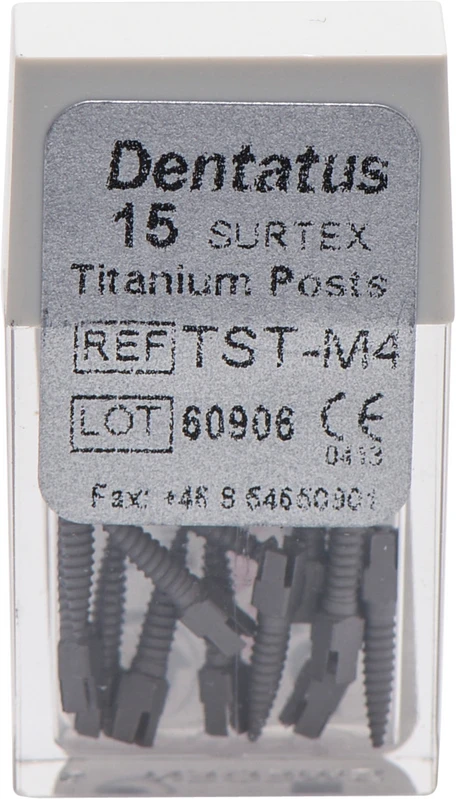 Dentatus
15 SURTEX
Titanium Posts
REF TST-M4
LOT 60906 CE
0413
Fax: +46 8 54650901